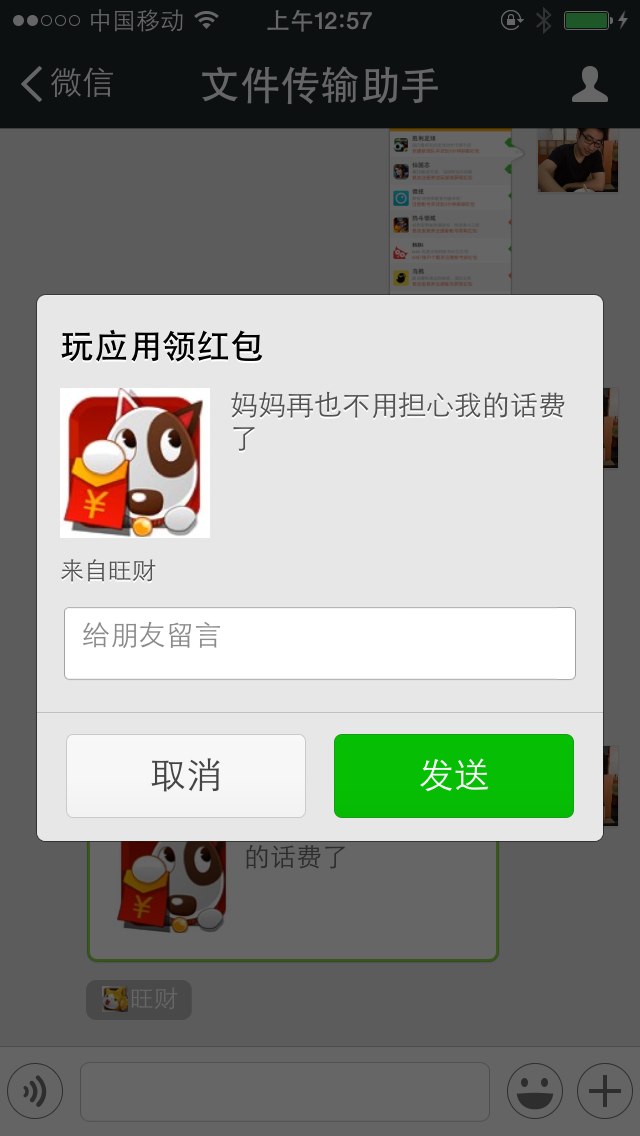 中国移动
上午12:57
微信
文件传输助手
玩应用领红包
妈妈再也不用担心我的话费
了
来自旺财
给朋友留言
取消
发送
的话费了
旺财